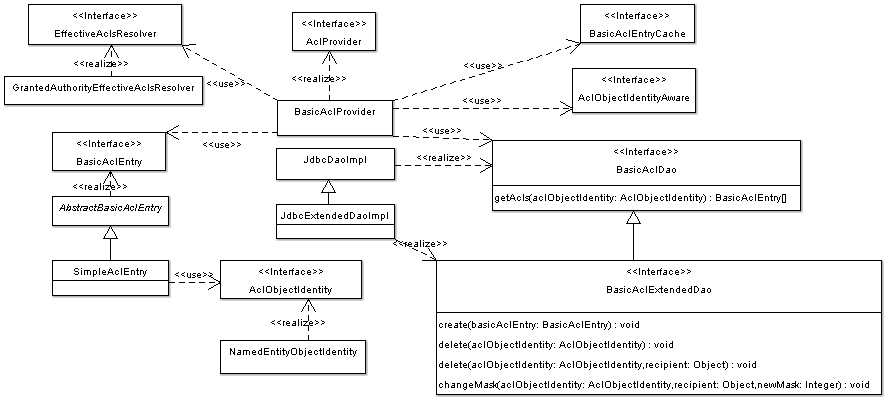 <<Interface>>
EffectiveAclsResolver
<<Interface>>
AclProvider
<<Interface>>
BasicAclEntryCache
<<realize>>
<<use>>
<<realize>>
<<use>>
<<Interface>>
AclObjectIdentityAware
GrantedAuthorityEffectiveAclsResolver
BasicAclProvider
<<use>>
<<use>>
<<use>>
<<Interface>>
BasicAclEntry
JdbcDaoImpl
<<realize>>
<<Interface>>
BasicAclDao
getAcls(aclObjectIdentity: AclObjectIdentity) : BasicAclEntry[]
<<realize>>
AbstractBasicAclEntry
JdbcExtendedDaoImpl
<<realize>>
SimpleAclEntry
<<use>>
<<Interface>>
AclObjectIdentity
<<Interface>>
BasicAclExtendedDao
<<realize>>
NamedEntityObjectIdentity
create(basicAclEntry: BasicAclEntry) : void
delete(aclObjectIdentity: AclObjectIdentity) : void
delete(aclObjectIdentity: AclObjectIdentity,recipient: Object) : void
changeMask(aclObjectIdentity: AclObjectIdentity,recipient: Object,newMask: Integer) : void